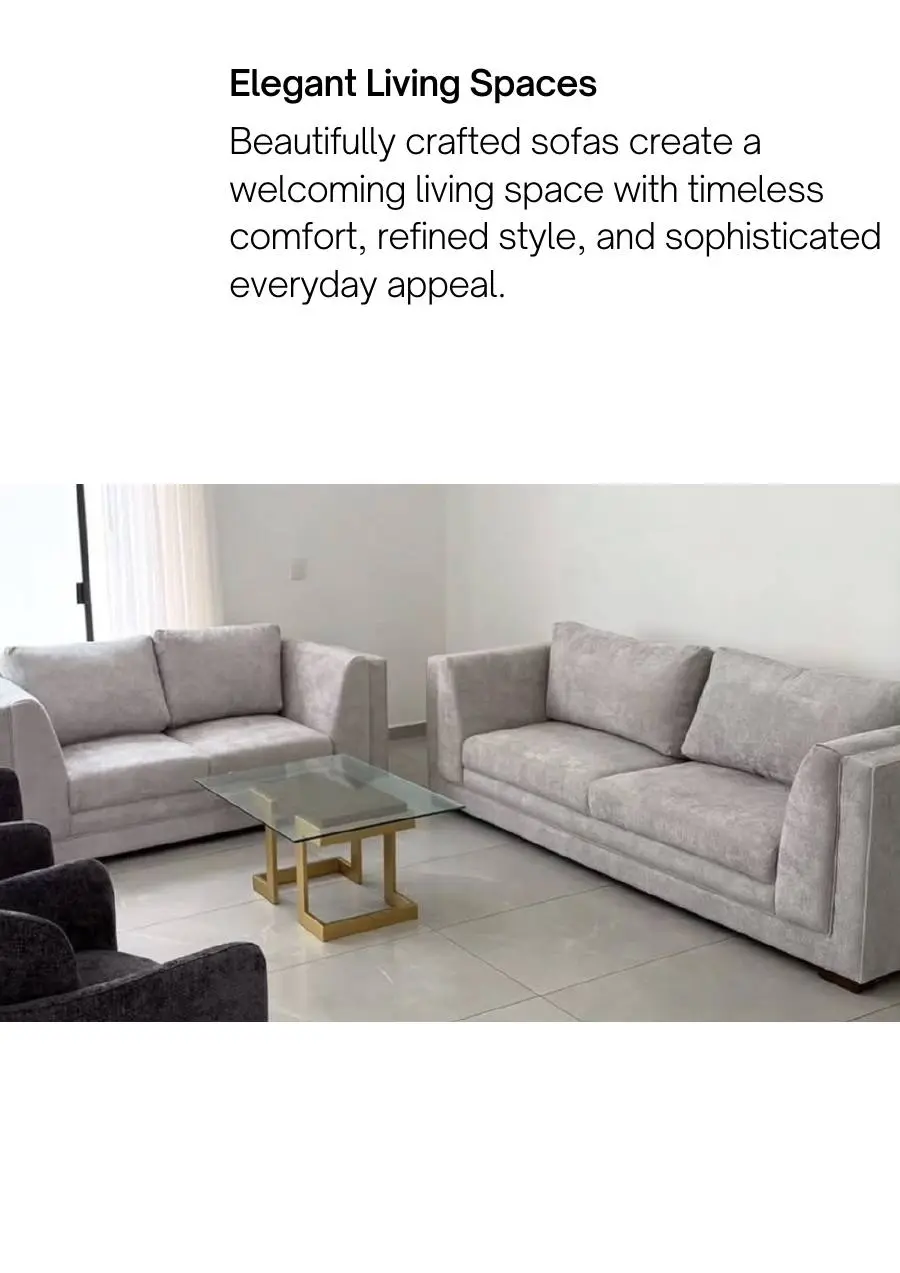 Elegant Living Spaces
Beautifully crafted sofas create a
welcoming living space with timeless
comfort, refined style, and sophisticated
everyday appeal.